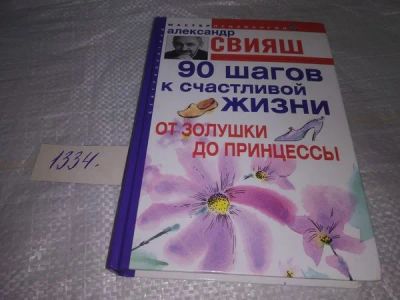 александр
СВИЯШ
90 шагов
к счастливой
жизни
ОТ ЗОЛУШКИ
ДО ПРИНЦЕССЫ
1334.